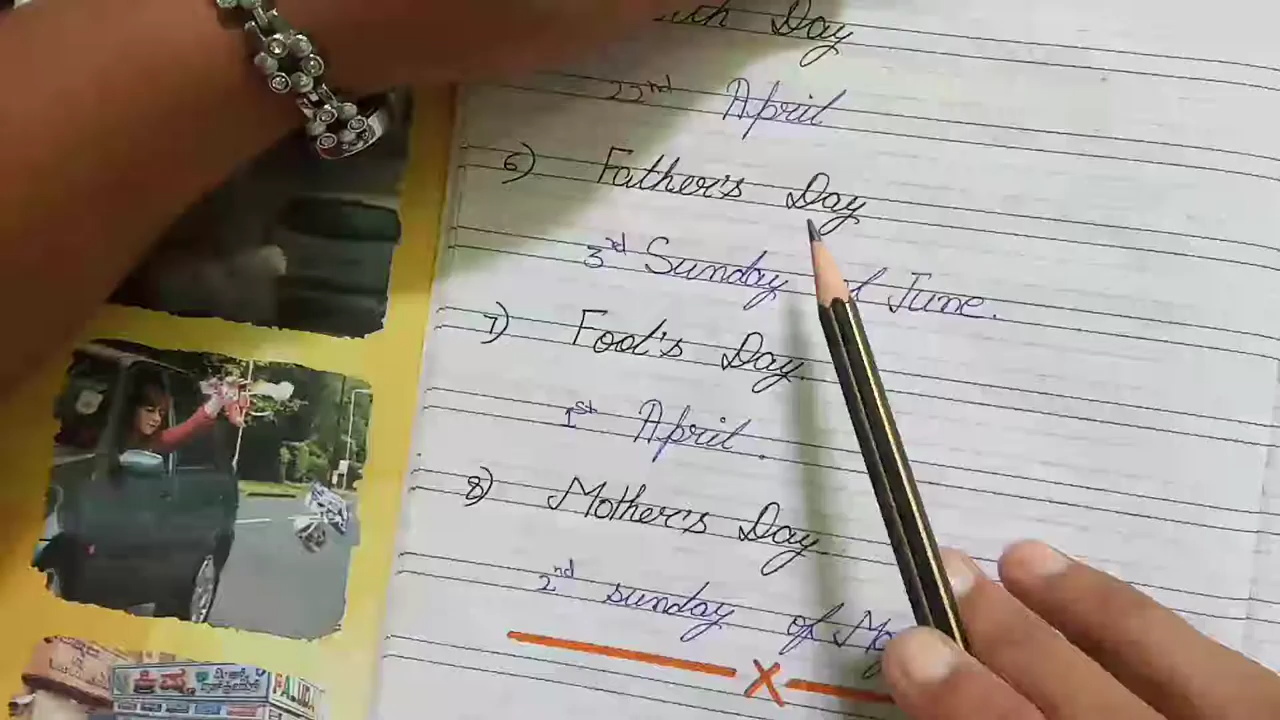 Day
22nd April
6) Father's Day
3rd Sunday of June.
7) Fool's Day.
1st April.
8) Mother's Day
2nd sunday of
X
FALUDA